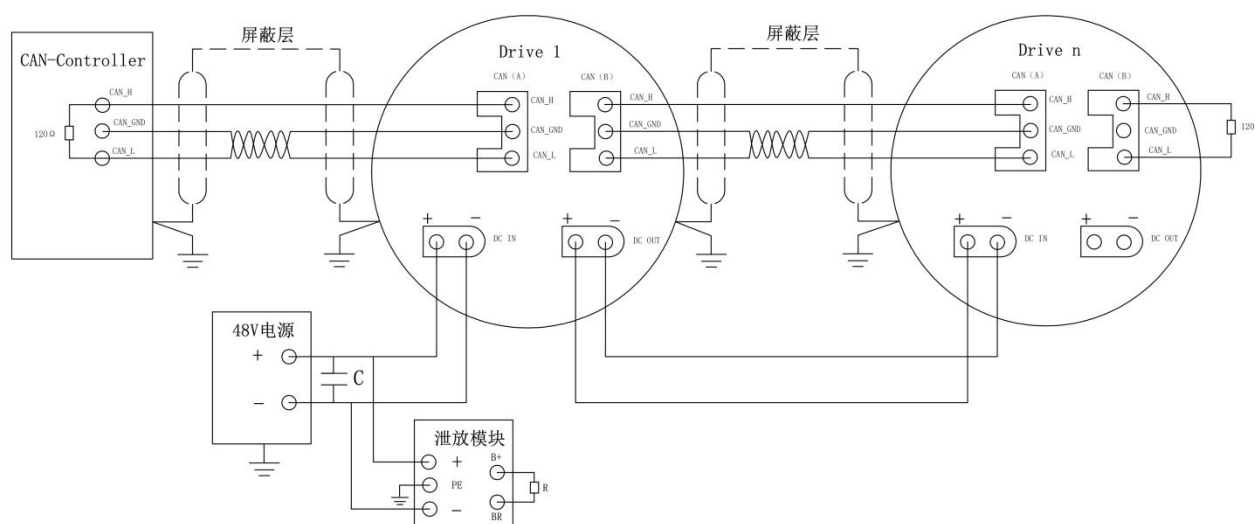 屏蔽层
屏蔽层
CAN-Controller
CAN_H
CAN_GND
CAN_L
120Ω
Drive 1
CAN（A）
CAN（B）
CAN_H
CAN_GND
CAN_L
CAN_H
CAN_GND
CAN_L
+ −
DC IN
+ −
DC OUT
Drive n
CAN（A）
CAN（B）
CAN_H
CAN_GND
CAN_L
CAN_H
CAN_GND
CAN_L
120
+ −
DC IN
+ −
DC OUT
48V电源
+
−
C
泄放模块
+
PE
−
B+
BR
R